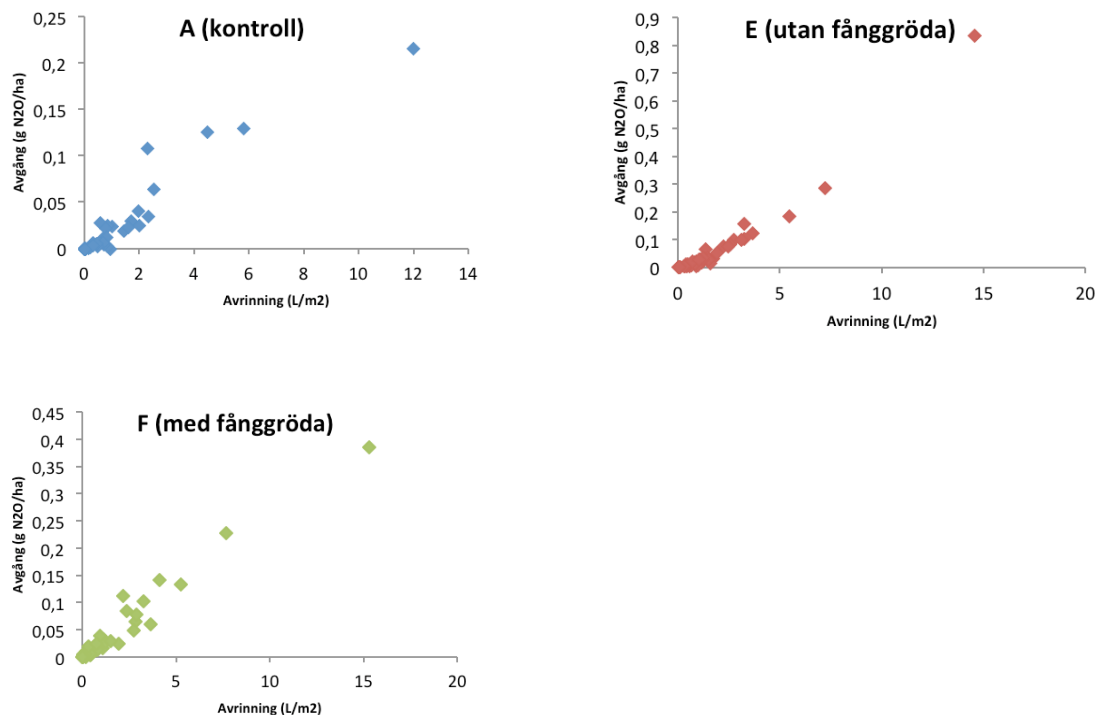 A (kontroll)
Avgång (g N2O/ha)
0,25
0,2
0,15
0,1
0,05
0
0 2 4 6 8 10 12 14
Avrinning (L/m2)
E (utan fånggröda)
Avgång (g N2O/ha)
0,9
0,8
0,7
0,6
0,5
0,4
0,3
0,2
0,1
0
0 5 10 15 20
Avrinning (L/m2)
F (med fånggröda)
Avgång (g N2O/ha)
0,45
0,4
0,35
0,3
0,25
0,2
0,15
0,1
0,05
0
0 5 10 15 20
Avrinning (L/m2)